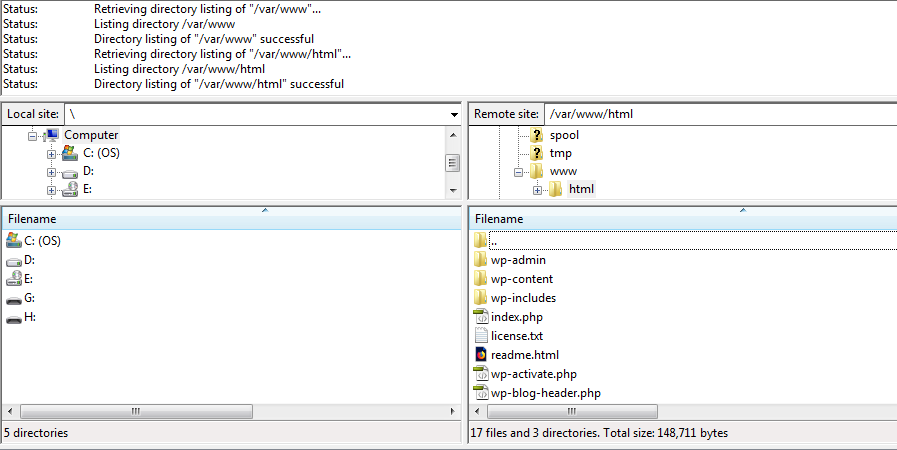 Status: Retrieving directory listing of "/var/www"...
Status: Listing directory /var/www
Status: Directory listing of "/var/www" successful
Status: Retrieving directory listing of "/var/www/html"...
Status: Listing directory /var/www/html
Status: Directory listing of "/var/www/html" successful
Local site: \
Computer
C: (OS)
D:
E:
Remote site: /var/www/html
spool
tmp
www
html
Filename
C: (OS)
D:
E:
G:
H:
5 directories
Filename
..
wp-admin
wp-content
wp-includes
index.php
license.txt
readme.html
wp-activate.php
wp-blog-header.php
17 files and 3 directories. Total size: 148,711 bytes